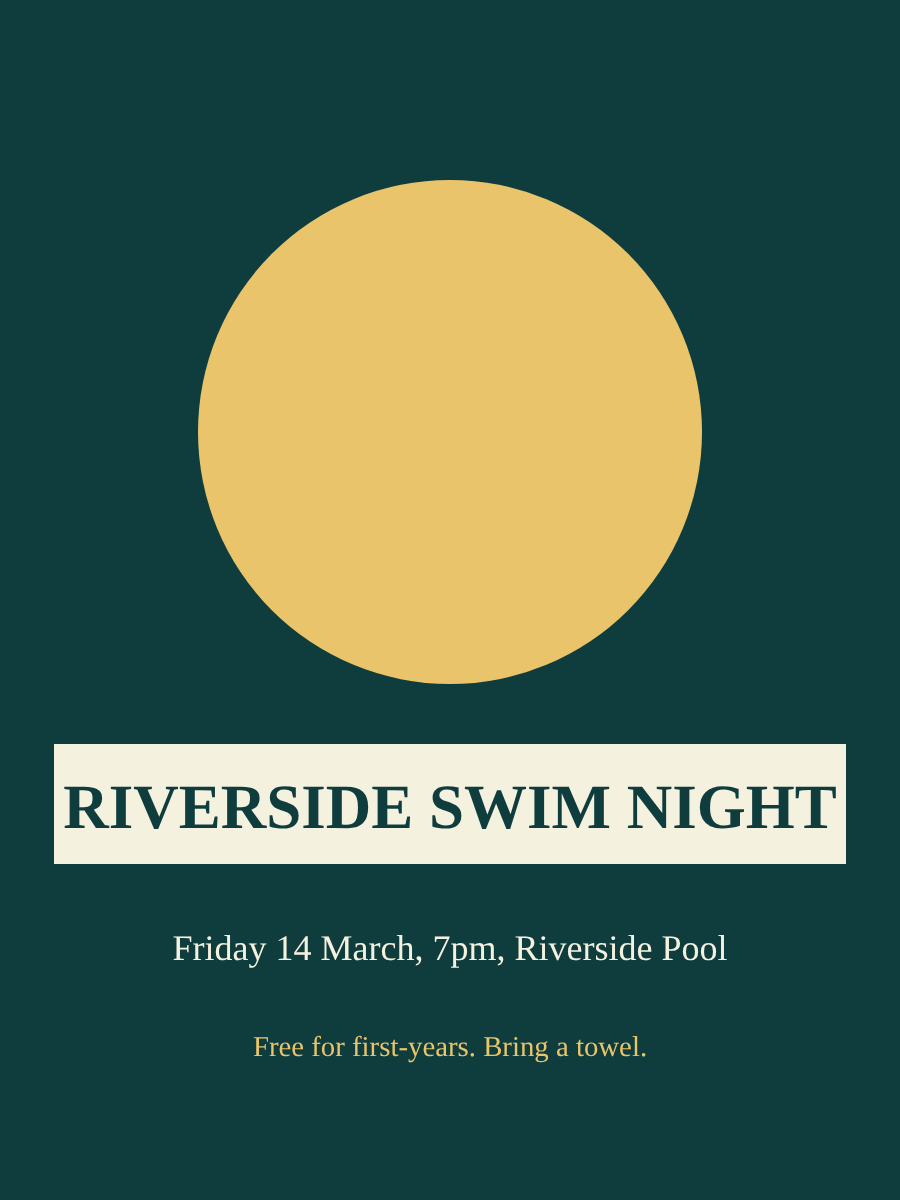 RIVERSIDE SWIM NIGHT
Friday 14 March, 7pm, Riverside Pool
Free for first-years. Bring a towel.